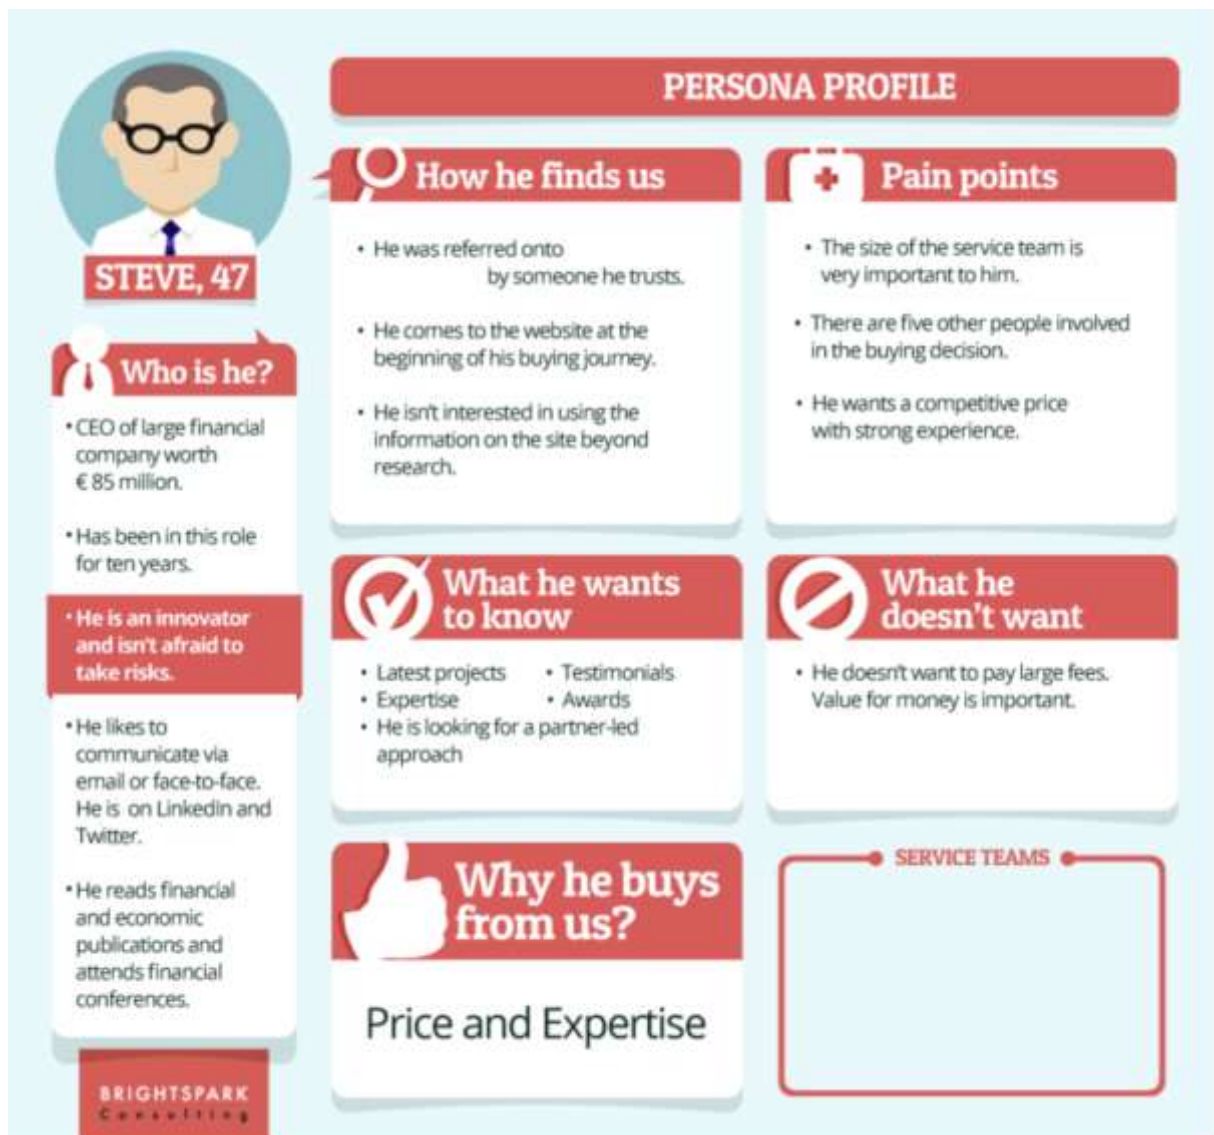 PERSONA PROFILE
STEVE, 47
Who is he?
• CEO of large financial
company worth
€ 85 million.
• Has been in this role
for ten years.
• He is an innovator
and isn't afraid to
take risks.
• He likes to
communicate via
email or face-to-face.
He is on LinkedIn and
Twitter.
• He reads financial
and economic
publications and
attends financial
conferences.
BRIGHTSPARK
Consulting
How he finds us
• He was referred onto
by someone he trusts.
• He comes to the website at the
beginning of his buying journey.
• He isn't interested in using the
information on the site beyond
research.
Pain points
• The size of the service team is
very important to him.
• There are five other people involved
in the buying decision.
• He wants a competitive price
with strong experience.
What he wants
to know
• Latest projects • Testimonials
• Expertise • Awards
• He is looking for a partner-led
approach
What he
doesn't want
• He doesn't want to pay large fees.
Value for money is important.
Why he buys
from us?
Price and Expertise
SERVICE TEAMS